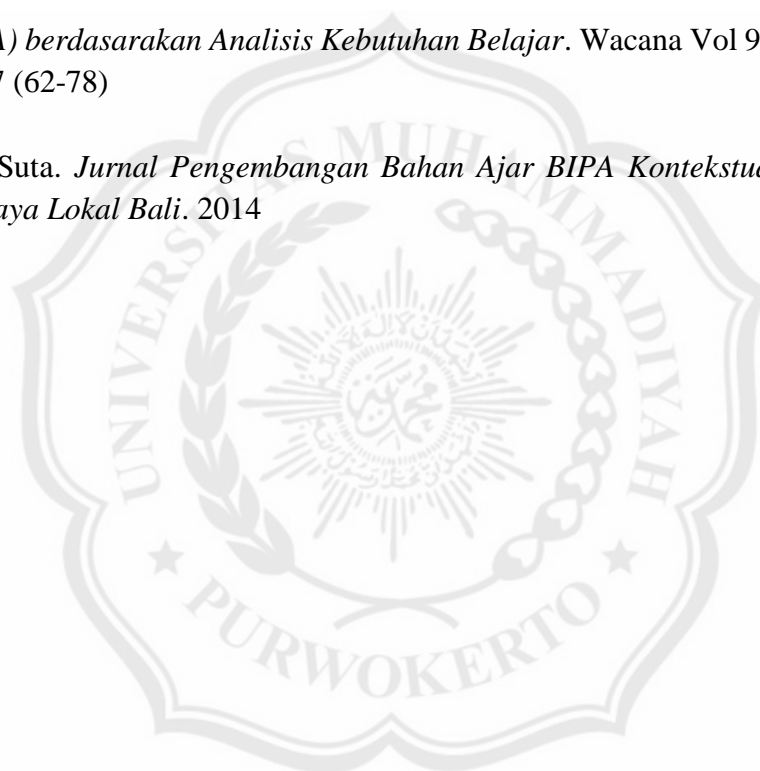 A) berdasarakan Analisis Kebutuhan Belajar. Wacana Vol 9
(62-78)
Suta. Jurnal Pengembangan Bahan Ajar BIPA Kontekstua
aya Lokal Bali. 2014
UNIVERSITAS MUHAMMADIYAH
PURWOKERTO